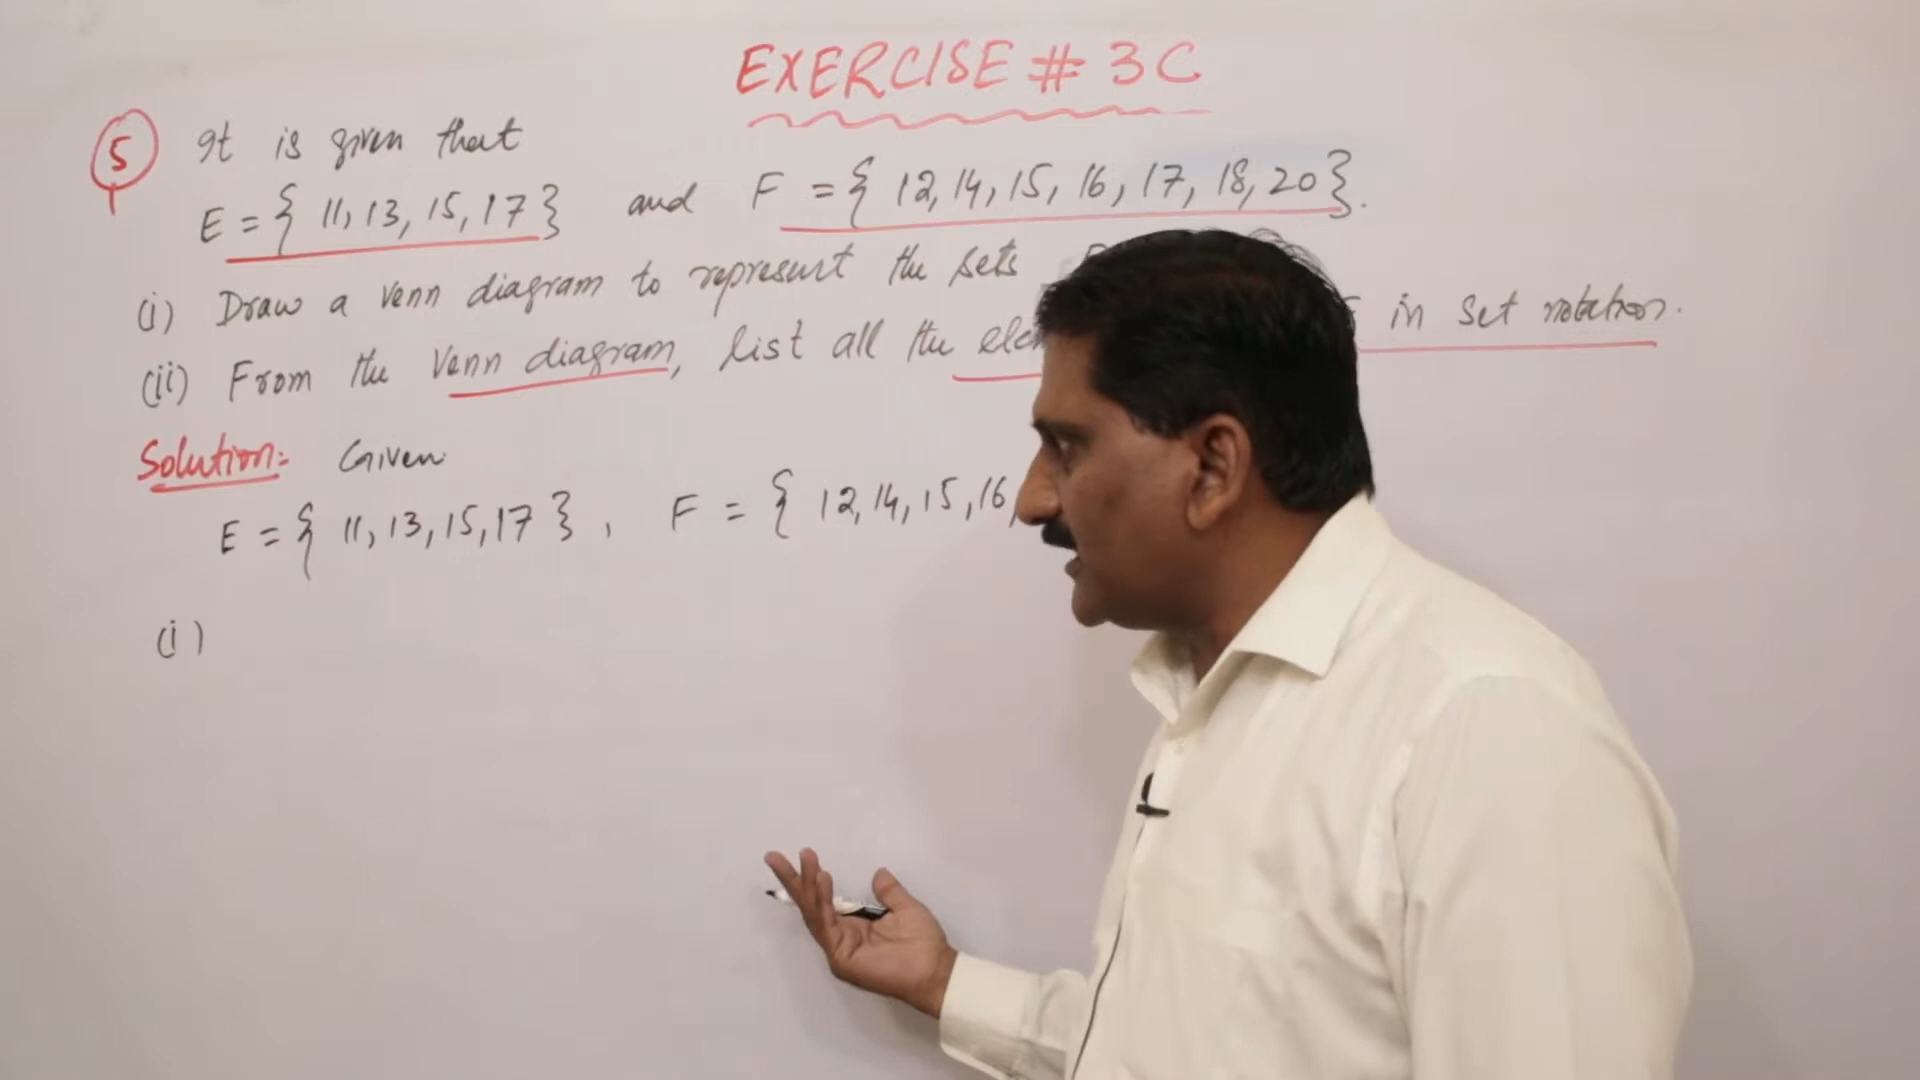 EXERCISE # 3C
5 It is given that
E = { 11, 13, 15, 17 } and F = { 12, 14, 15, 16, 17, 18, 20 }.
(i) Draw a venn diagram to represent the sets
(ii) From the Venn diagram, list all the in set notation.
Solution:- Given
E = { 11, 13, 15, 17 } , F = { 12, 14, 15, 16,
(i)